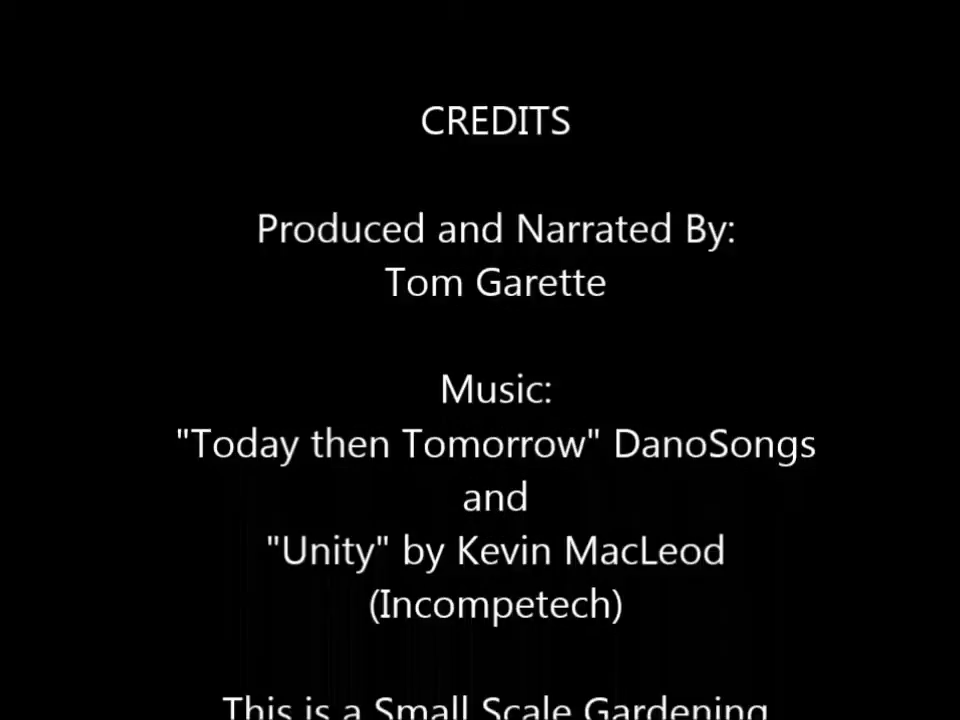 CREDITS
Produced and Narrated By:
Tom Garette
Music:
"Today then Tomorrow" DanoSongs
and
"Unity" by Kevin MacLeod
(Incompetech)
This is a Small Scale Gardening